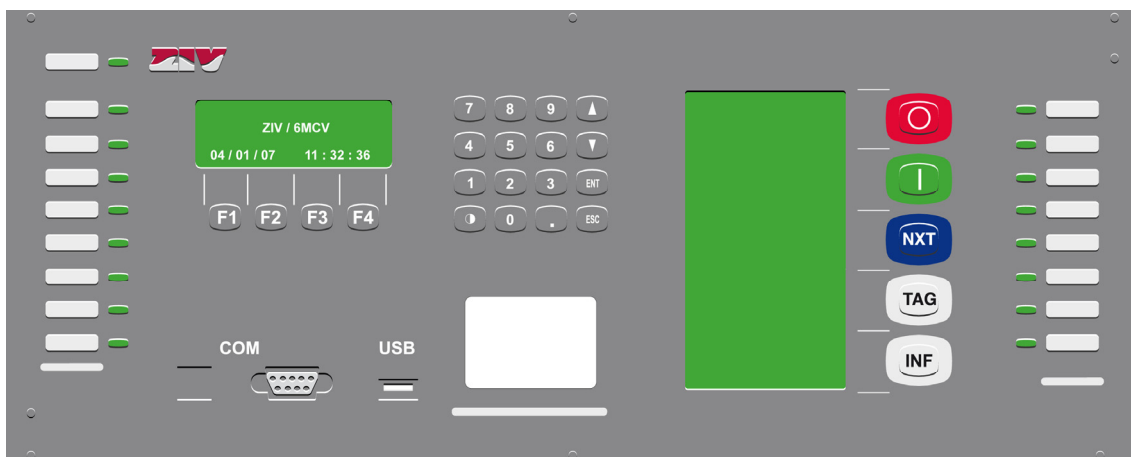 ZIV
ZIV / 6MCV
04 / 01 / 07 11 : 32 : 36
F1 F2 F3 F4
7 8 9
4 5 6
1 2 3 ENT
0 . ESC
COM USB
NXT
TAG
INF